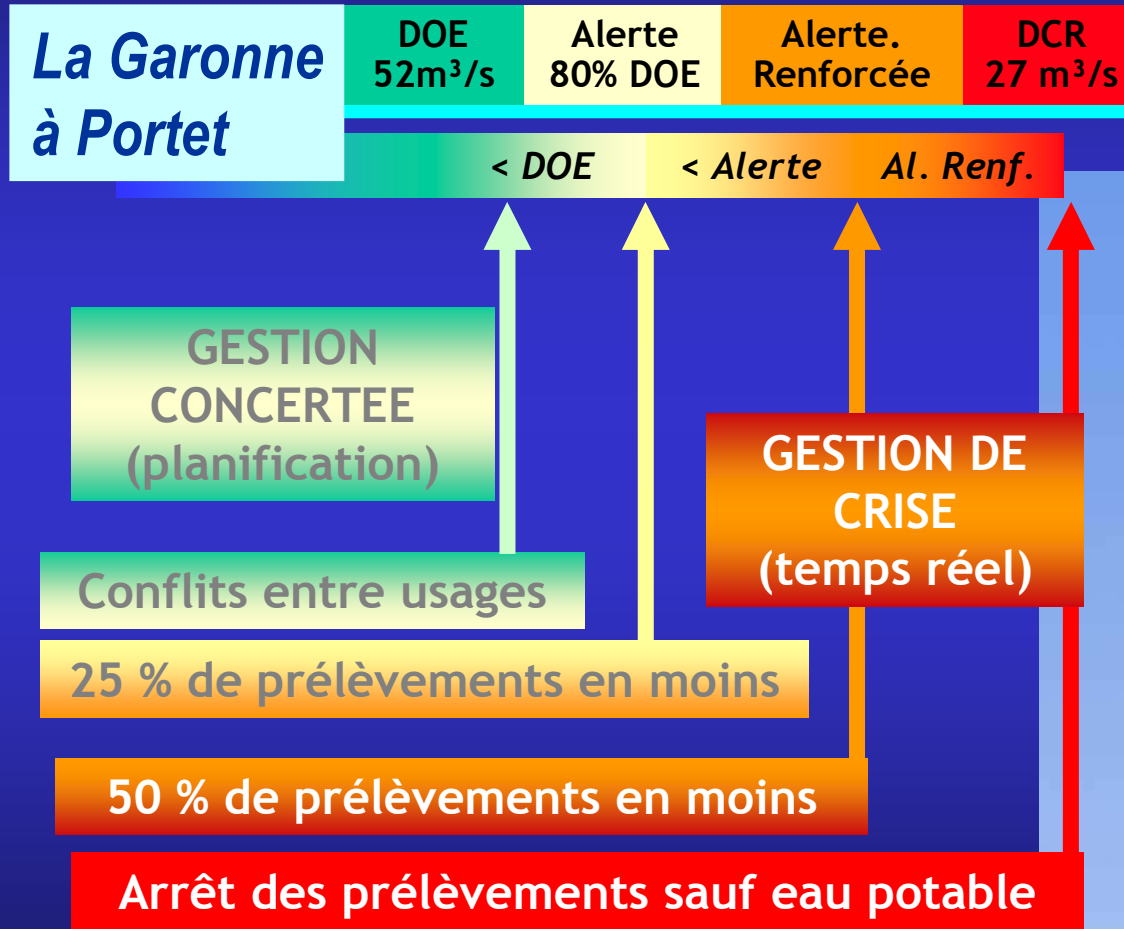 La Garonne
à Portet
DOE
52m³/s
Alerte
80% DOE
Alerte.
Renforcée
DCR
27 m³/s
< DOE
< Alerte
Al. Renf.
GESTION
CONCERTEE
(planification)
GESTION DE
CRISE
(temps réel)
Conflits entre usages
25 % de prélèvements en moins
50 % de prélèvements en moins
Arrêt des prélèvements sauf eau potable